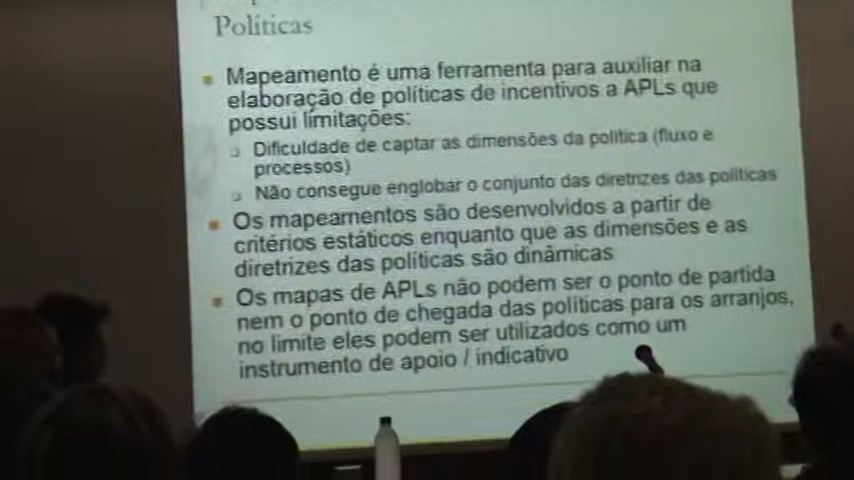 Políticas
Mapeamento é uma ferramenta para auxiliar na
elaboração de políticas de incentivos a APLs que
possui limitações:
Dificuldade de captar as dimensões da política (fluxo e
processos)
Não consegue englobar o conjunto das diretrizes das políticas
Os mapeamentos são desenvolvidos a partir de
critérios estáticos enquanto que as dimensões e as
diretrizes das políticas são dinâmicas
Os mapas de APLs não podem ser o ponto de partida
nem o ponto de chegada das políticas para os arranjos,
no limite eles podem ser utilizados como um
instrumento de apoio / indicativo